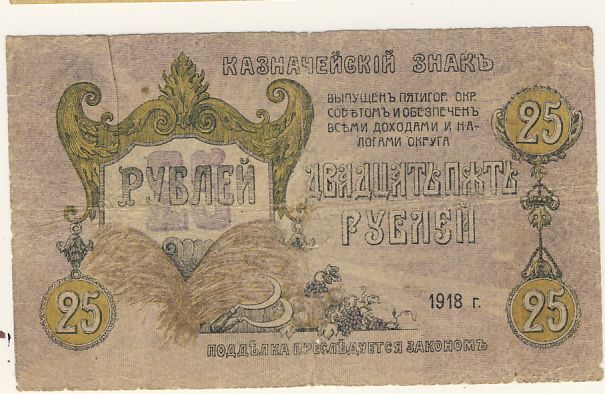 КАЗНАЧЕЙСКІЙ ЗНАКЪ
ВЫПУЩЕНЪ ПЯТИГОР. ОКР.
СОВѢТОМЪ И ОБЕЗПЕЧЕНЪ
ВСѢМИ ДОХОДАМИ И НА-
ЛОГАМИ ОКРУГА
25
25
РУБЛЕЙ
ДВАДЦАТЬ ПЯТЬ
РУБЛЕЙ
25
1918 г.
25
ПОДДѢЛКА ПРЕСЛѢДУЕТСЯ ЗАКОНОМЪ